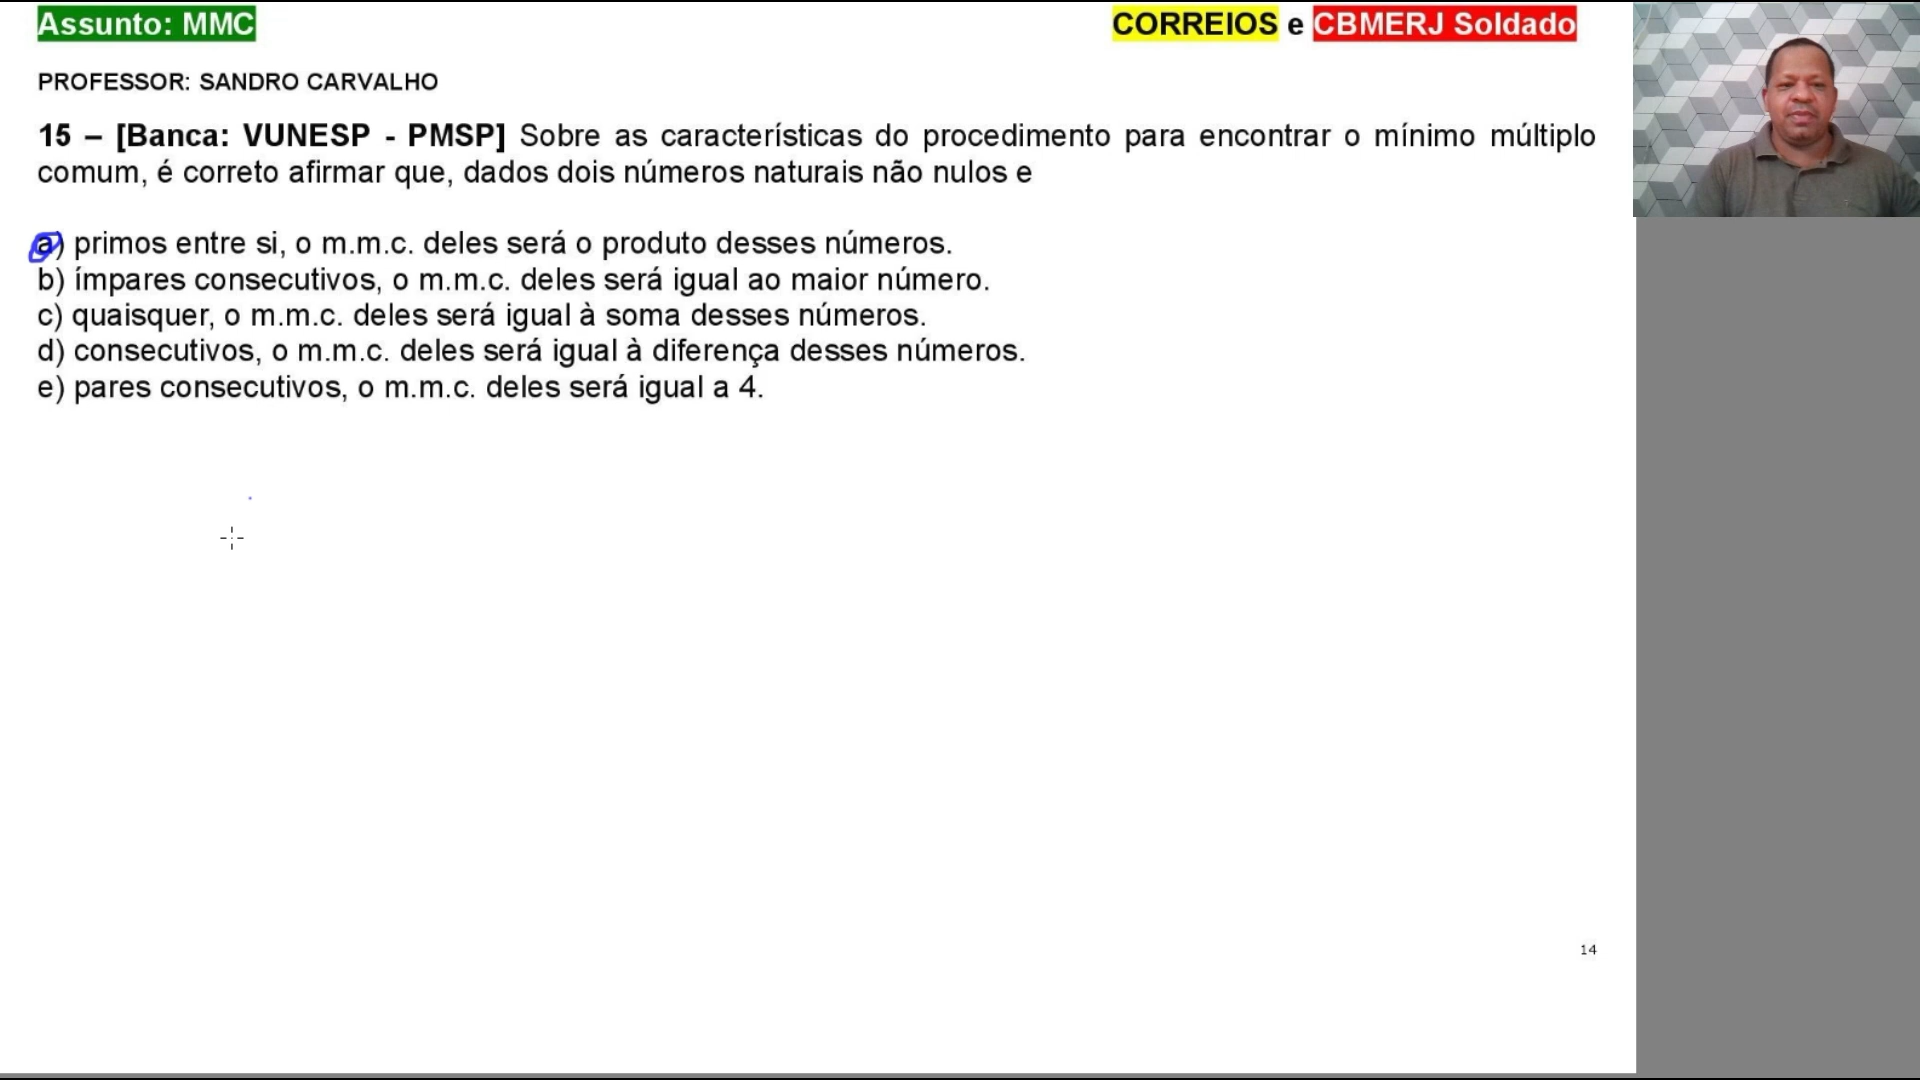 Assunto: MMC
CORREIOS e CBMERJ Soldado
PROFESSOR: SANDRO CARVALHO
15 – [Banca: VUNESP - PMSP] Sobre as características do procedimento para encontrar o mínimo múltiplo
comum, é correto afirmar que, dados dois números naturais não nulos e
a) primos entre si, o m.m.c. deles será o produto desses números.
b) ímpares consecutivos, o m.m.c. deles será igual ao maior número.
c) quaisquer, o m.m.c. deles será igual à soma desses números.
d) consecutivos, o m.m.c. deles será igual à diferença desses números.
e) pares consecutivos, o m.m.c. deles será igual a 4.
14